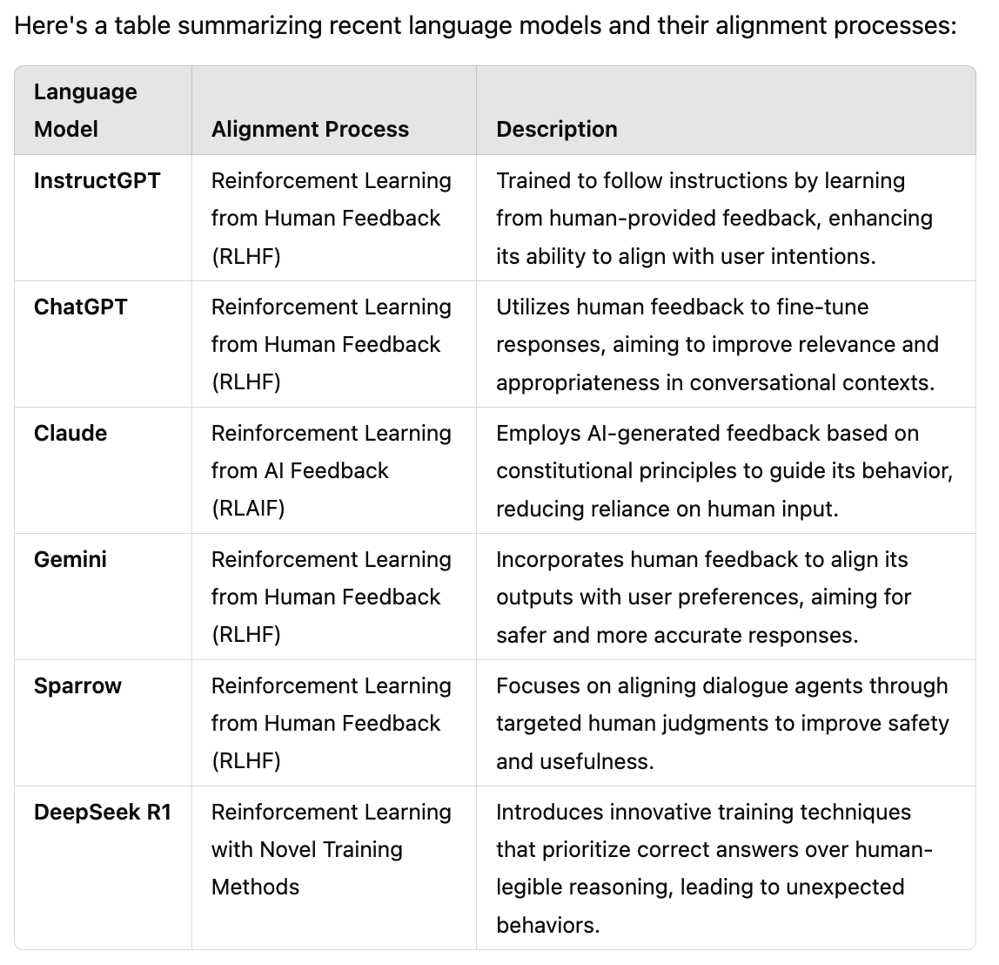 Here's a table summarizing recent language models and their alignment processes:
Language
Model
Alignment Process
Description
InstructGPT
Reinforcement Learning
from Human Feedback
(RLHF)
Trained to follow instructions by learning
from human-provided feedback, enhancing
its ability to align with user intentions.
ChatGPT
Reinforcement Learning
from Human Feedback
(RLHF)
Utilizes human feedback to fine-tune
responses, aiming to improve relevance and
appropriateness in conversational contexts.
Claude
Reinforcement Learning
from AI Feedback
(RLAIF)
Employs AI-generated feedback based on
constitutional principles to guide its behavior,
reducing reliance on human input.
Gemini
Reinforcement Learning
from Human Feedback
(RLHF)
Incorporates human feedback to align its
outputs with user preferences, aiming for
safer and more accurate responses.
Sparrow
Reinforcement Learning
from Human Feedback
(RLHF)
Focuses on aligning dialogue agents through
targeted human judgments to improve safety
and usefulness.
DeepSeek R1
Reinforcement Learning
with Novel Training
Methods
Introduces innovative training techniques
that prioritize correct answers over human-
legible reasoning, leading to unexpected
behaviors.